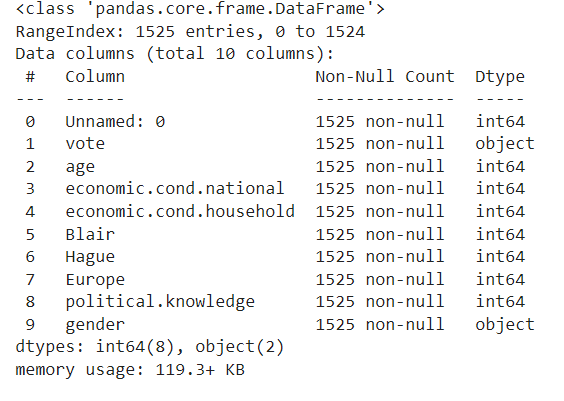 <class 'pandas.core.frame.DataFrame'>
RangeIndex: 1525 entries, 0 to 1524
Data columns (total 10 columns):
 #   Column                   Non-Null Count  Dtype
---  ------                   --------------  -----
 0   Unnamed: 0               1525 non-null   int64
 1   vote                     1525 non-null   object
 2   age                      1525 non-null   int64
 3   economic.cond.national   1525 non-null   int64
 4   economic.cond.household  1525 non-null   int64
 5   Blair                    1525 non-null   int64
 6   Hague                    1525 non-null   int64
 7   Europe                   1525 non-null   int64
 8   political.knowledge      1525 non-null   int64
 9   gender                   1525 non-null   object
dtypes: int64(8), object(2)
memory usage: 119.3+ KB